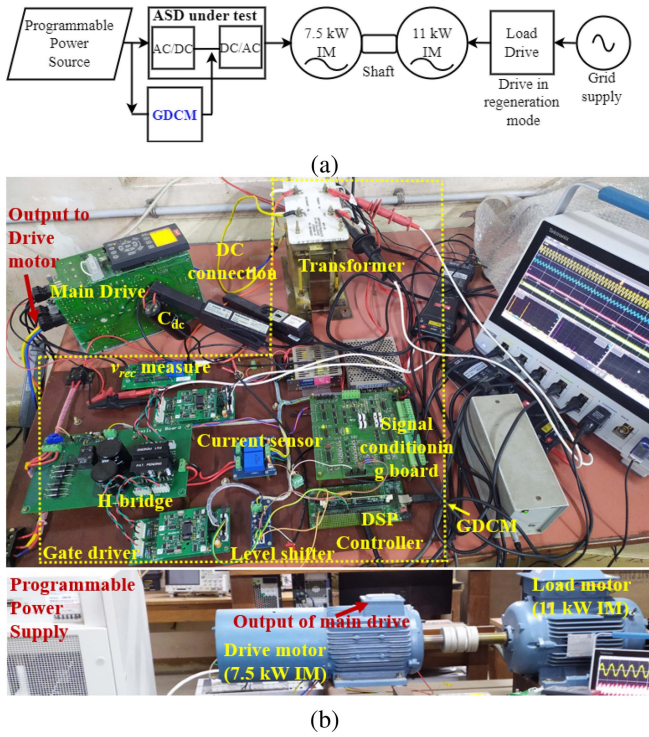 Programmable
Power
Source
ASD under test
AC/DC
DC/AC
GDCM
7.5 kW
IM
Shaft
11 kW
IM
Load
Drive
Drive in
regeneration
mode
Grid
supply
(a)
Output to
Drive
motor
Main Drive
DC
connection
Transformer
Tektronix
Cdc
vrec measure
Current sensor
Signal
conditionin
g board
H-bridge
DSP
Controller
GDCM
Gate driver
Level shifter
Programmable
Power
Supply
Output of main drive
Drive motor
(7.5 kW IM)
Load motor
(11 kW IM)
(b)